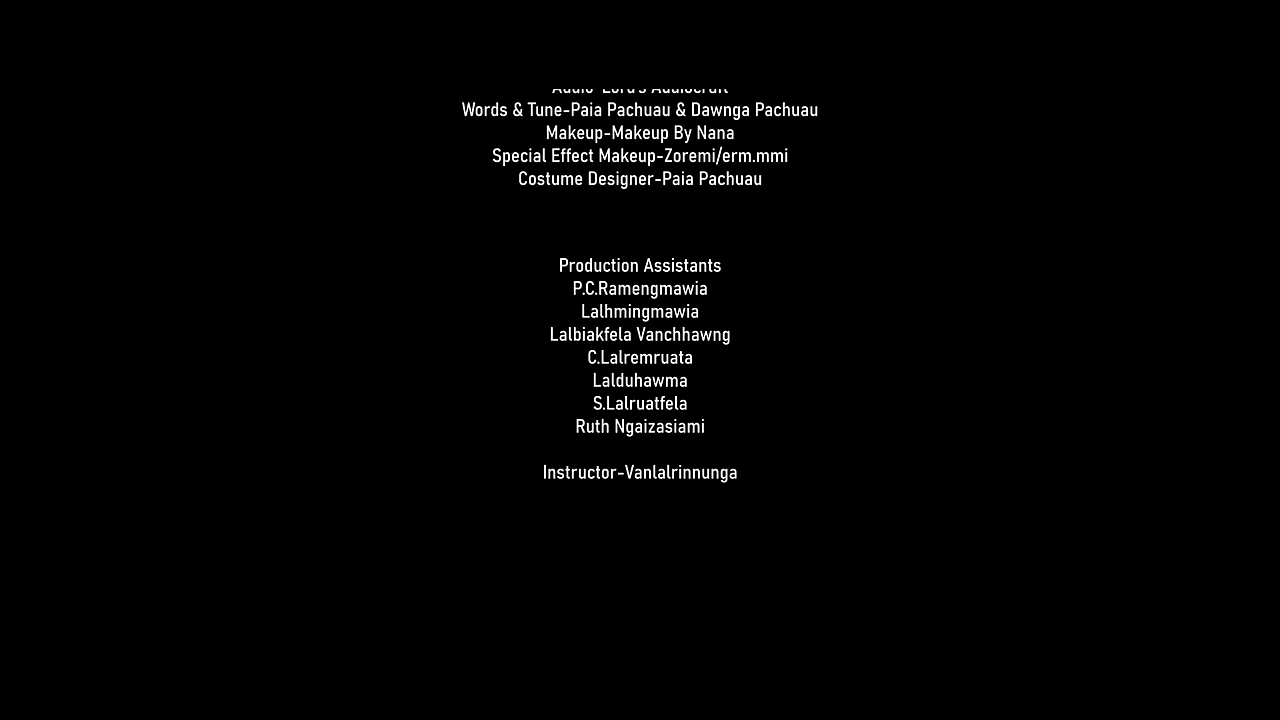 Words & Tune-Paia Pachuau & Dawnga Pachuau
Makeup-Makeup By Nana
Special Effect Makeup-Zoremi/erm.mmi
Costume Designer-Paia Pachuau
Production Assistants
P.C.Ramengmawia
Lalhmingmawia
Lalbiakfela Vanchhawng
C.Lalremruata
Lalduhawma
S.Lalruatfela
Ruth Ngaizasiami
Instructor-Vanlalrinnunga